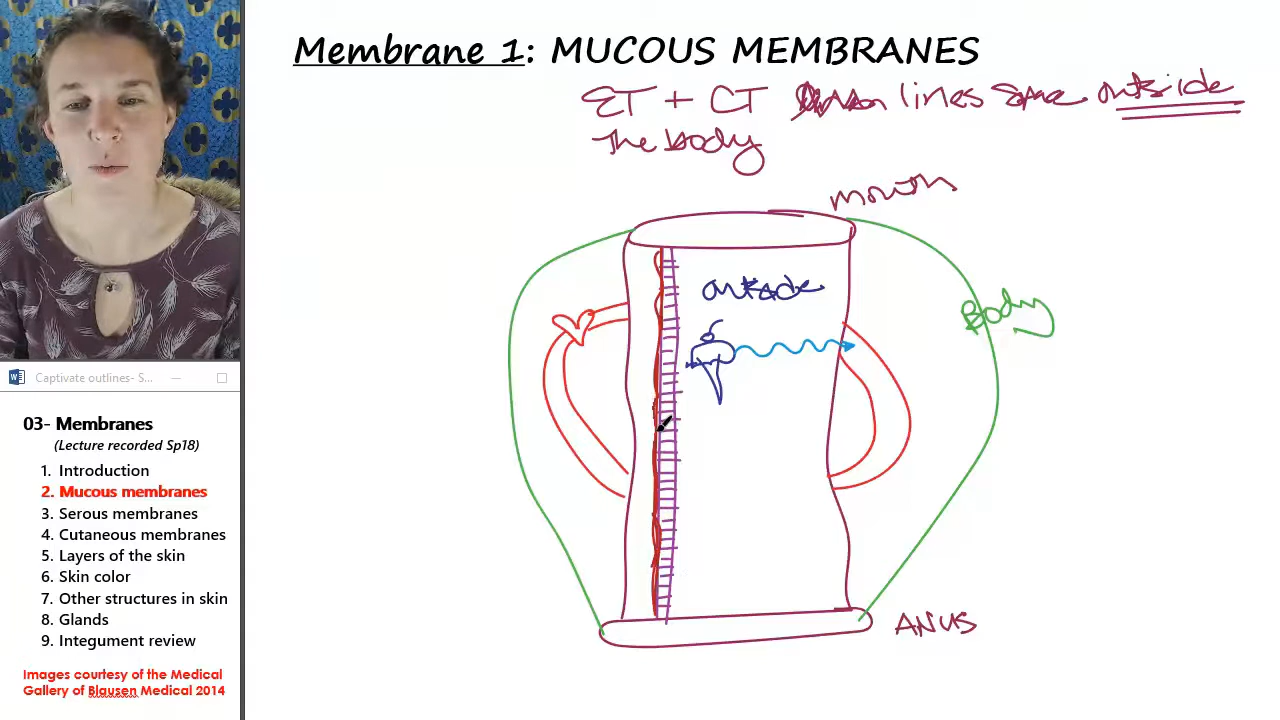 Membrane 1: MUCOUS MEMBRANES
ET + CT lines space outside
the body
mouth
outside
Body
ANUS
Captivate outlines- S...
03- Membranes
(Lecture recorded Sp18)
1. Introduction
2. Mucous membranes
3. Serous membranes
4. Cutaneous membranes
5. Layers of the skin
6. Skin color
7. Other structures in skin
8. Glands
9. Integument review
Images courtesy of the Medical
Gallery of Blausen Medical 2014